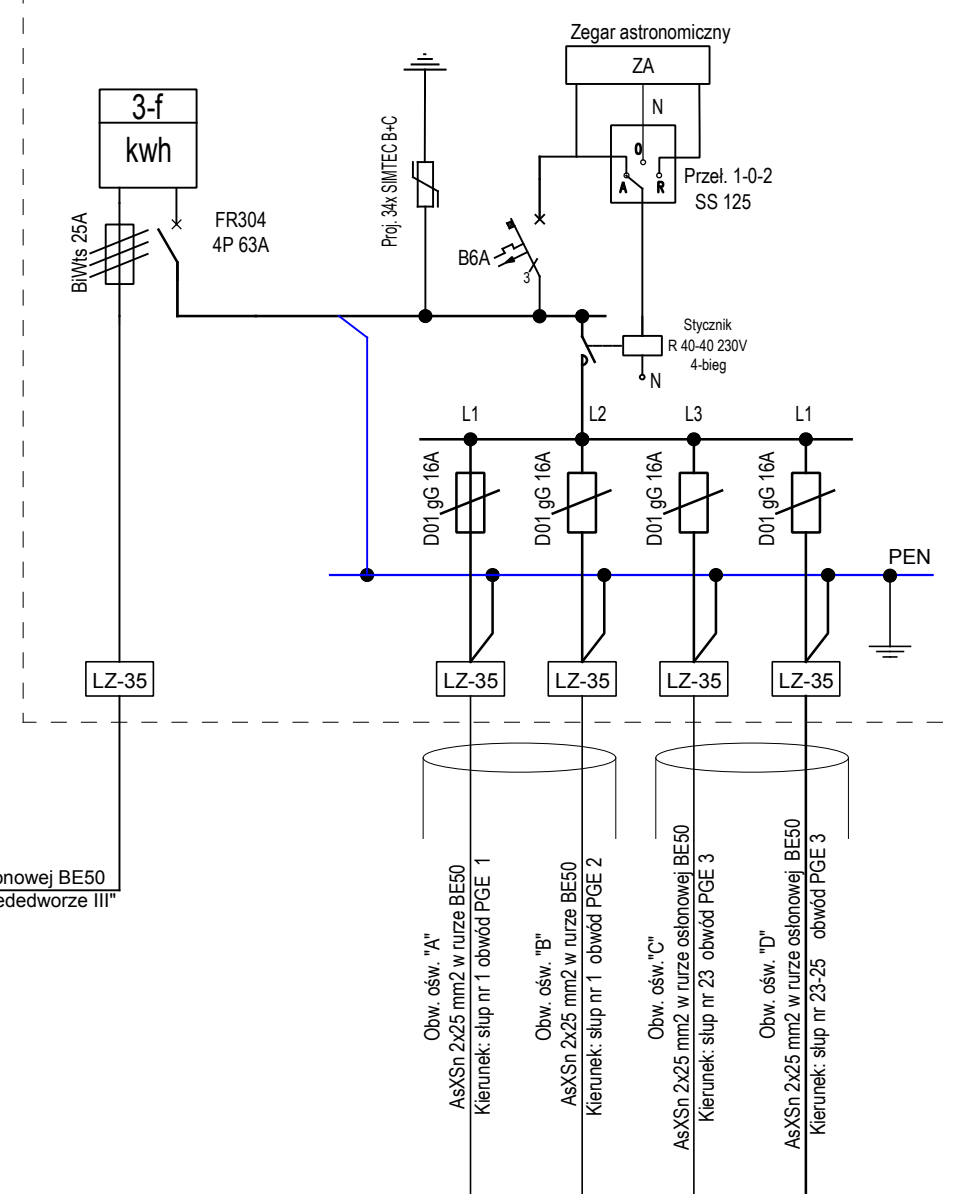 Zegar astronomiczny
ZA
N
O
A
R
Przeł. 1-0-2
SS 125
3-f
kwh
BiWts 25A
FR304
4P 63A
Proj. 34x SIMTEC B+C
B6A
3
Stycznik
R 40-40 230V
4-bieg
N
L1
L2
L3
L1
D01 gG 16A
D01 gG 16A
D01 gG 16A
D01 gG 16A
PEN
LZ-35
LZ-35
LZ-35
LZ-35
LZ-35
onowej BE50
ededworze III"
Obw. ośw. "A"
AsXSn 2x25 mm2 w rurze BE50
Kierunek: słup nr 1 obwód PGE 1
Obw. ośw. "B"
AsXSn 2x25 mm2 w rurze BE50
Kierunek: słup nr 1 obwód PGE 2
Obw. ośw."C"
AsXSn 2x25 mm2 w rurze osłonowej BE50
Kierunek: słup nr 23 obwód PGE 3
Obw. ośw. "D"
AsXSn 2x25 mm2 w rurze osłonowej BE50
Kierunek: słup nr 23-25 obwód PGE 3